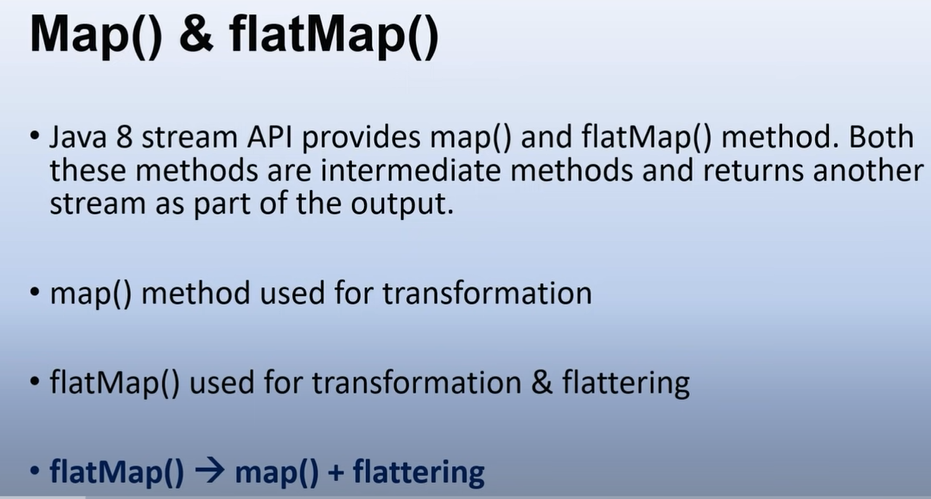 Map() & flatMap()
• Java 8 stream API provides map() and flatMap() method. Both
these methods are intermediate methods and returns another
stream as part of the output.
• map() method used for transformation
• flatMap() used for transformation & flattering
• flatMap() → map() + flattering